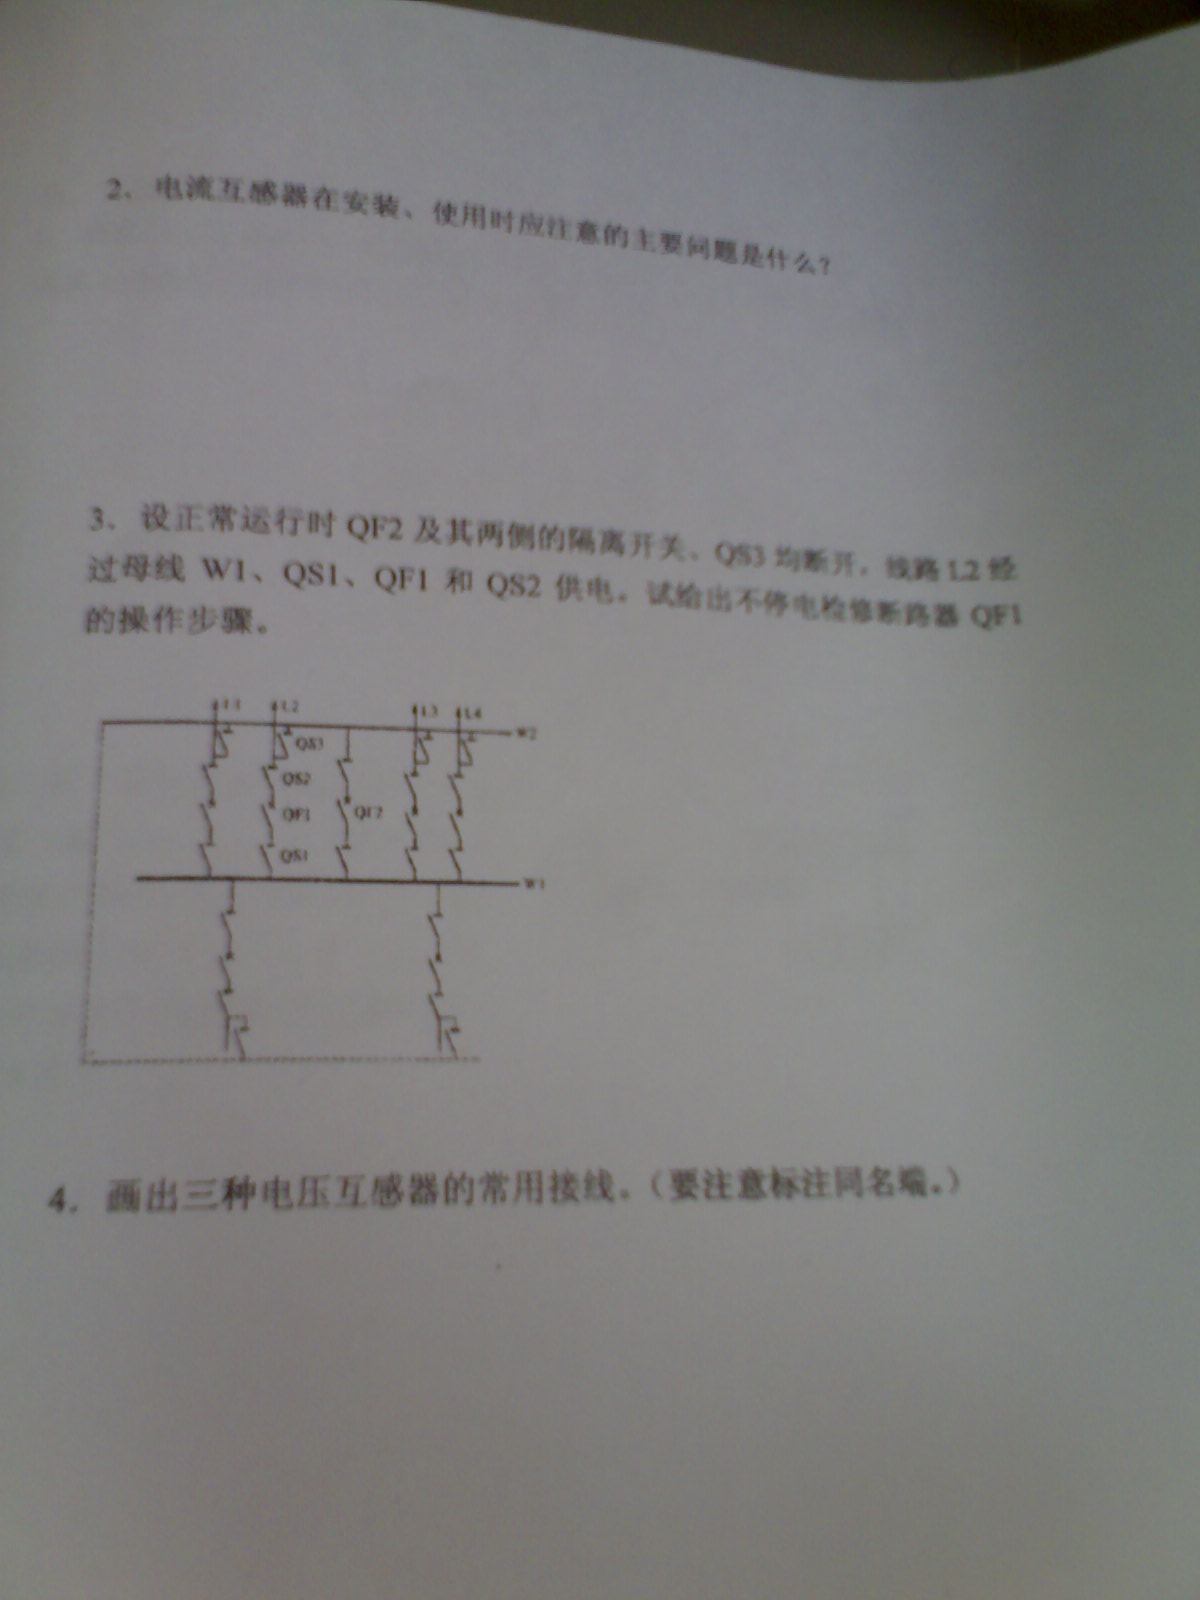 2、电流互感器在安装、使用时应注意的主要问题是什么？
3、设正常运行时 QF2 及其两侧的隔离开关、QS3 均断开，线路 L2 经
过母线 W1、QS1、QF1 和 QS2 供电。试给出不停电检修断路器 QF1
的操作步骤。
L1 L2 L3 L4
W2
QS3
QS2
QF1 QF2
QS1
W1
4. 画出三种电压互感器的常用接线。（要注意标注同名端。）